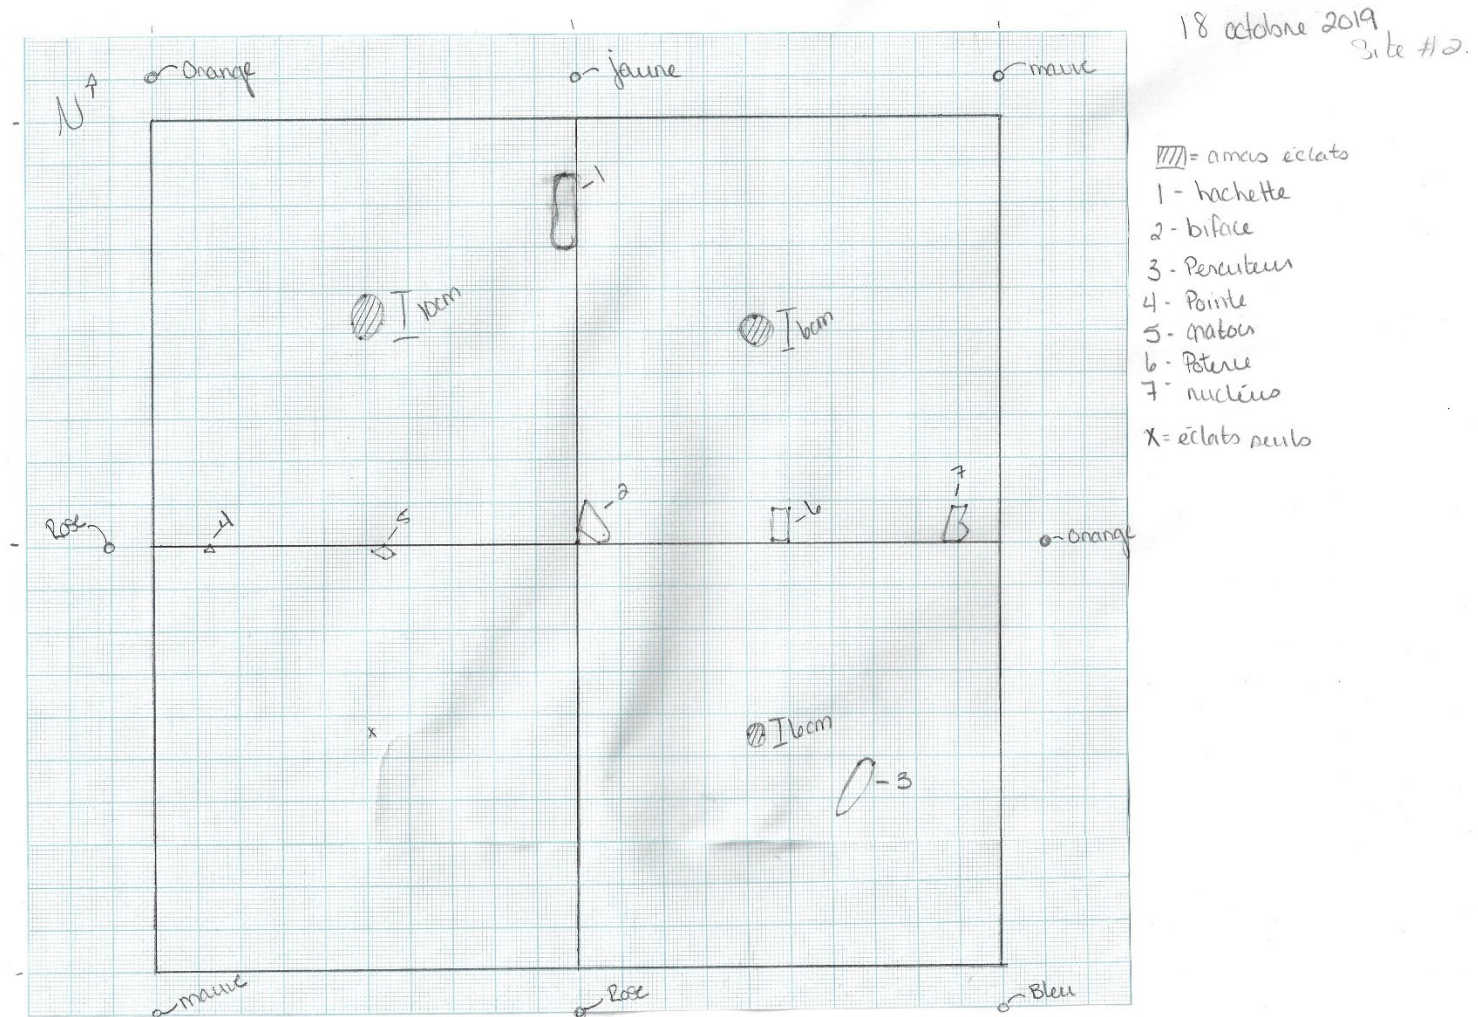 18 octobre 2019
Site #2.
N
Orange
jaune
mauve
▨ = amas éclats
1 - hachette
2 - biface
3 - Percuteur
4 - Pointe
5 - gratoir
6 - Poterie
7 - nucléus
X = éclats seuls
1
I 10cm
I 6cm
Rose
4
5
2
6
7
Orange
x
I 6cm
3
mauve
Rose
Bleu